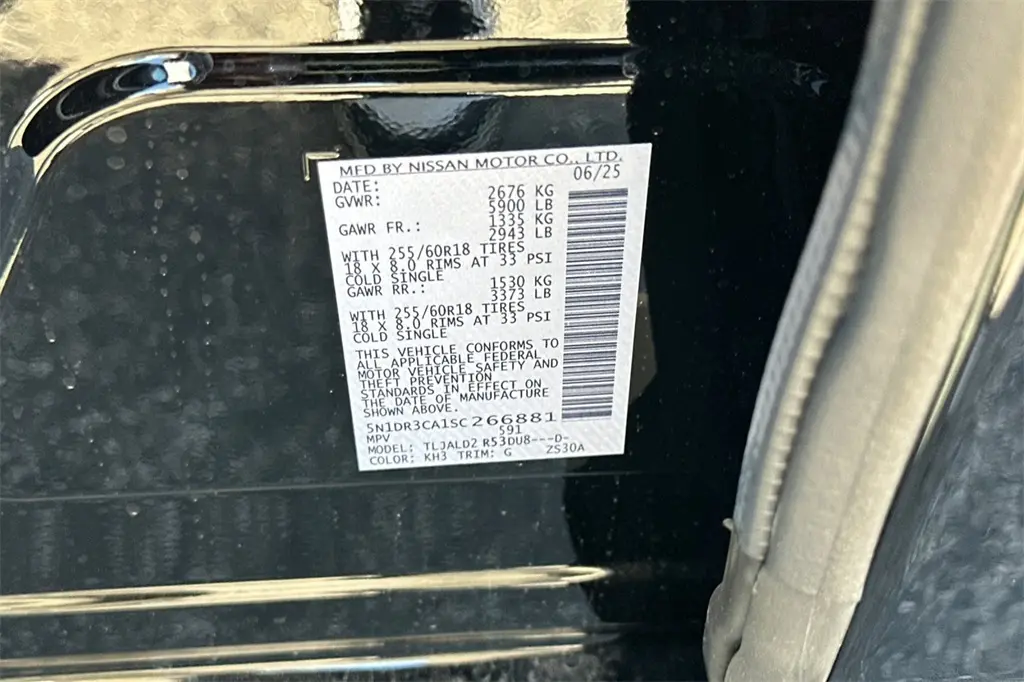 MFD BY NISSAN MOTOR CO., LTD.
DATE: 06/25
GVWR: 2676 KG
5900 LB
GAWR FR.: 1335 KG
2943 LB
WITH 255/60R18 TIRES
18 X 8.0 RIMS AT 33 PSI
COLD SINGLE
GAWR RR.: 1530 KG
3373 LB
WITH 255/60R18 TIRES
18 X 8.0 RIMS AT 33 PSI
COLD SINGLE
THIS VEHICLE CONFORMS TO
ALL APPLICABLE FEDERAL
MOTOR VEHICLE SAFETY AND
THEFT PREVENTION
STANDARDS IN EFFECT ON
THE DATE OF MANUFACTURE
SHOWN ABOVE.
5N1DR3CA1SC266881
MPV 591
MODEL: TLJALD2 R53DU8---D-
COLOR: KH3 TRIM: G ZS30A